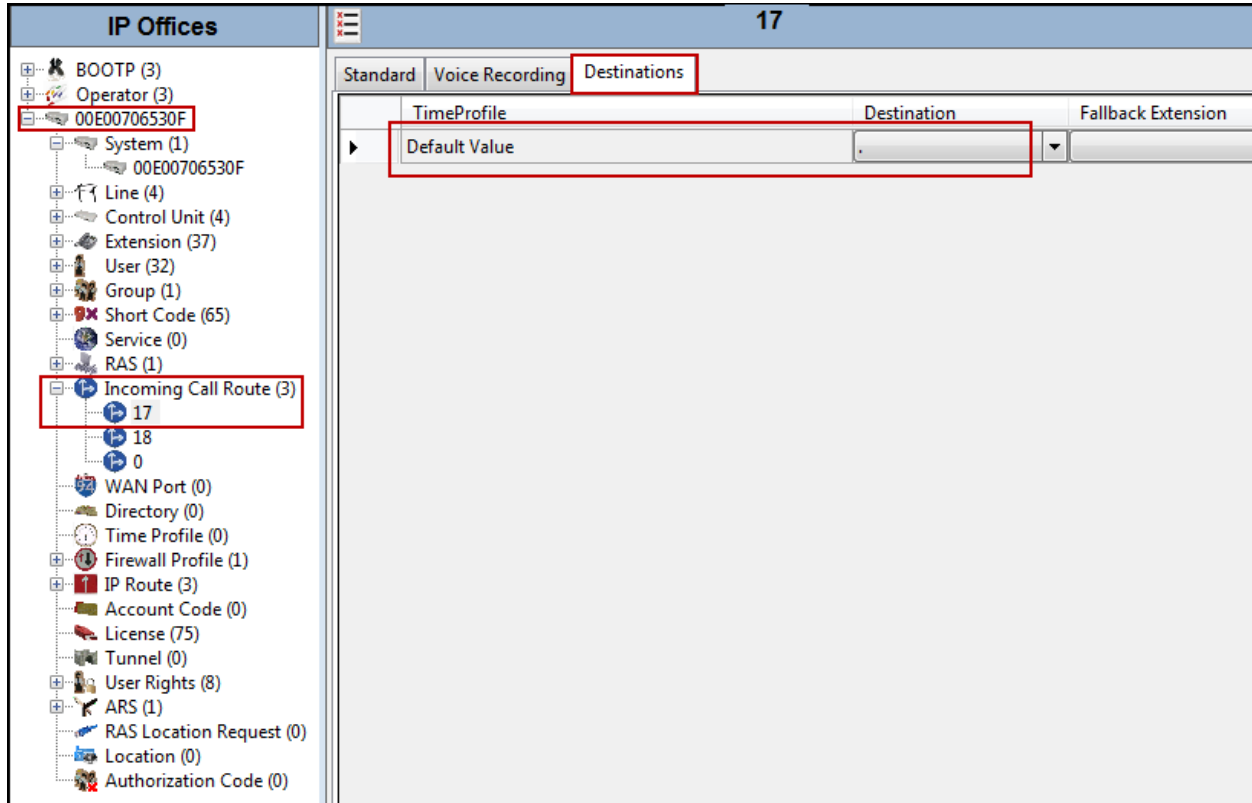 IP Offices
BOOTP (3)
Operator (3)
00E00706530F
System (1)
00E00706530F
Line (4)
Control Unit (4)
Extension (37)
User (32)
Group (1)
Short Code (65)
Service (0)
RAS (1)
Incoming Call Route (3)
17
18
0
WAN Port (0)
Directory (0)
Time Profile (0)
Firewall Profile (1)
IP Route (3)
Account Code (0)
License (75)
Tunnel (0)
User Rights (8)
ARS (1)
RAS Location Request (0)
Location (0)
Authorization Code (0)
17
Standard Voice Recording Destinations
TimeProfile Destination Fallback Extension
Default Value .